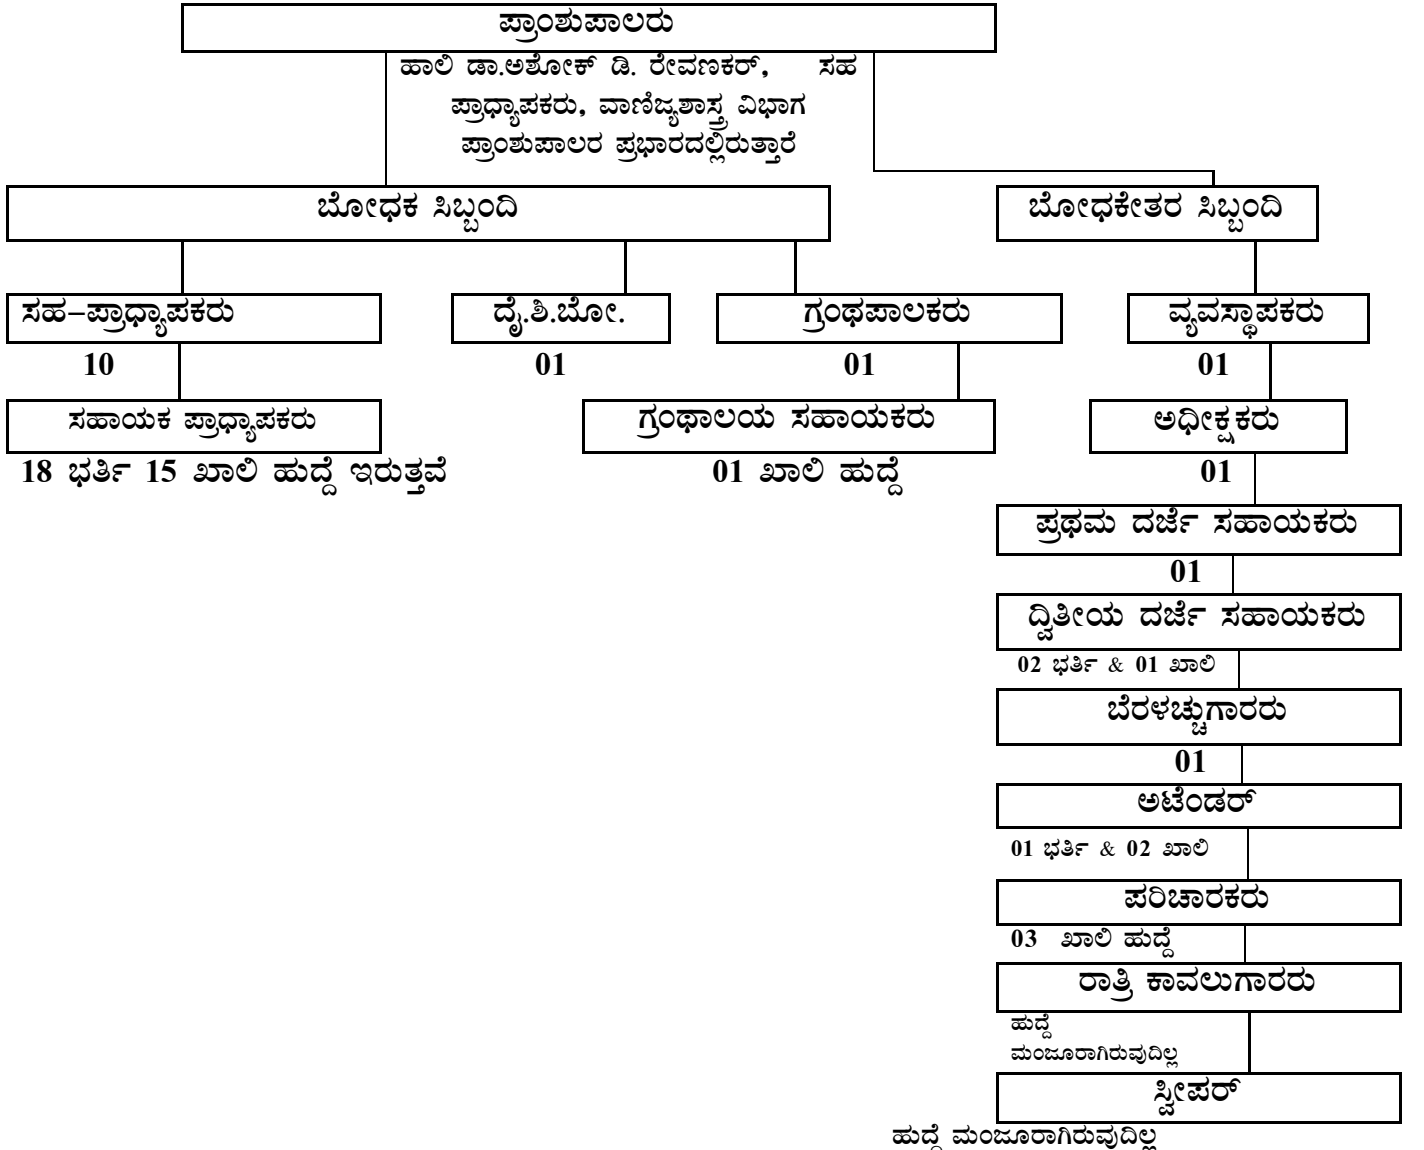 ಪ್ರಾಂಶುಪಾಲರು
ಹಾಲಿ ಡಾ.ಅಶೋಕ್ ಡಿ. ರೇವಣಕರ್, ಸಹ
ಪ್ರಾಧ್ಯಾಪಕರು, ವಾಣಿಜ್ಯಶಾಸ್ತ್ರ ವಿಭಾಗ
ಪ್ರಾಂಶುಪಾಲರ ಪ್ರಭಾರದಲ್ಲಿರುತ್ತಾರೆ
ಬೋಧಕ ಸಿಬ್ಬಂದಿ
ಬೋಧಕೇತರ ಸಿಬ್ಬಂದಿ
ಸಹ–ಪ್ರಾಧ್ಯಾಪಕರು
ದೈ.ಶಿ.ಬೋ.
ಗ್ರಂಥಪಾಲಕರು
ವ್ಯವಸ್ಥಾಪಕರು
10
01
01
01
ಸಹಾಯಕ ಪ್ರಾಧ್ಯಾಪಕರು
ಗ್ರಂಥಾಲಯ ಸಹಾಯಕರು
ಅಧೀಕ್ಷಕರು
18 ಭರ್ತಿ 15 ಖಾಲಿ ಹುದ್ದೆ ಇರುತ್ತವೆ
01 ಖಾಲಿ ಹುದ್ದೆ
01
ಪ್ರಥಮ ದರ್ಜೆ ಸಹಾಯಕರು
01
ದ್ವಿತೀಯ ದರ್ಜೆ ಸಹಾಯಕರು
02 ಭರ್ತಿ & 01 ಖಾಲಿ
ಬೆರಳಚ್ಚುಗಾರರು
01
ಅಟೆಂಡರ್
01 ಭರ್ತಿ & 02 ಖಾಲಿ
ಪರಿಚಾರಕರು
03 ಖಾಲಿ ಹುದ್ದೆ
ರಾತ್ರಿ ಕಾವಲುಗಾರರು
ಹುದ್ದೆ
ಮಂಜೂರಾಗಿರುವುದಿಲ್ಲ
ಸ್ವೀಪರ್
ಹುದ್ದೆ ಮಂಜೂರಾಗಿರುವುದಿಲ್ಲ